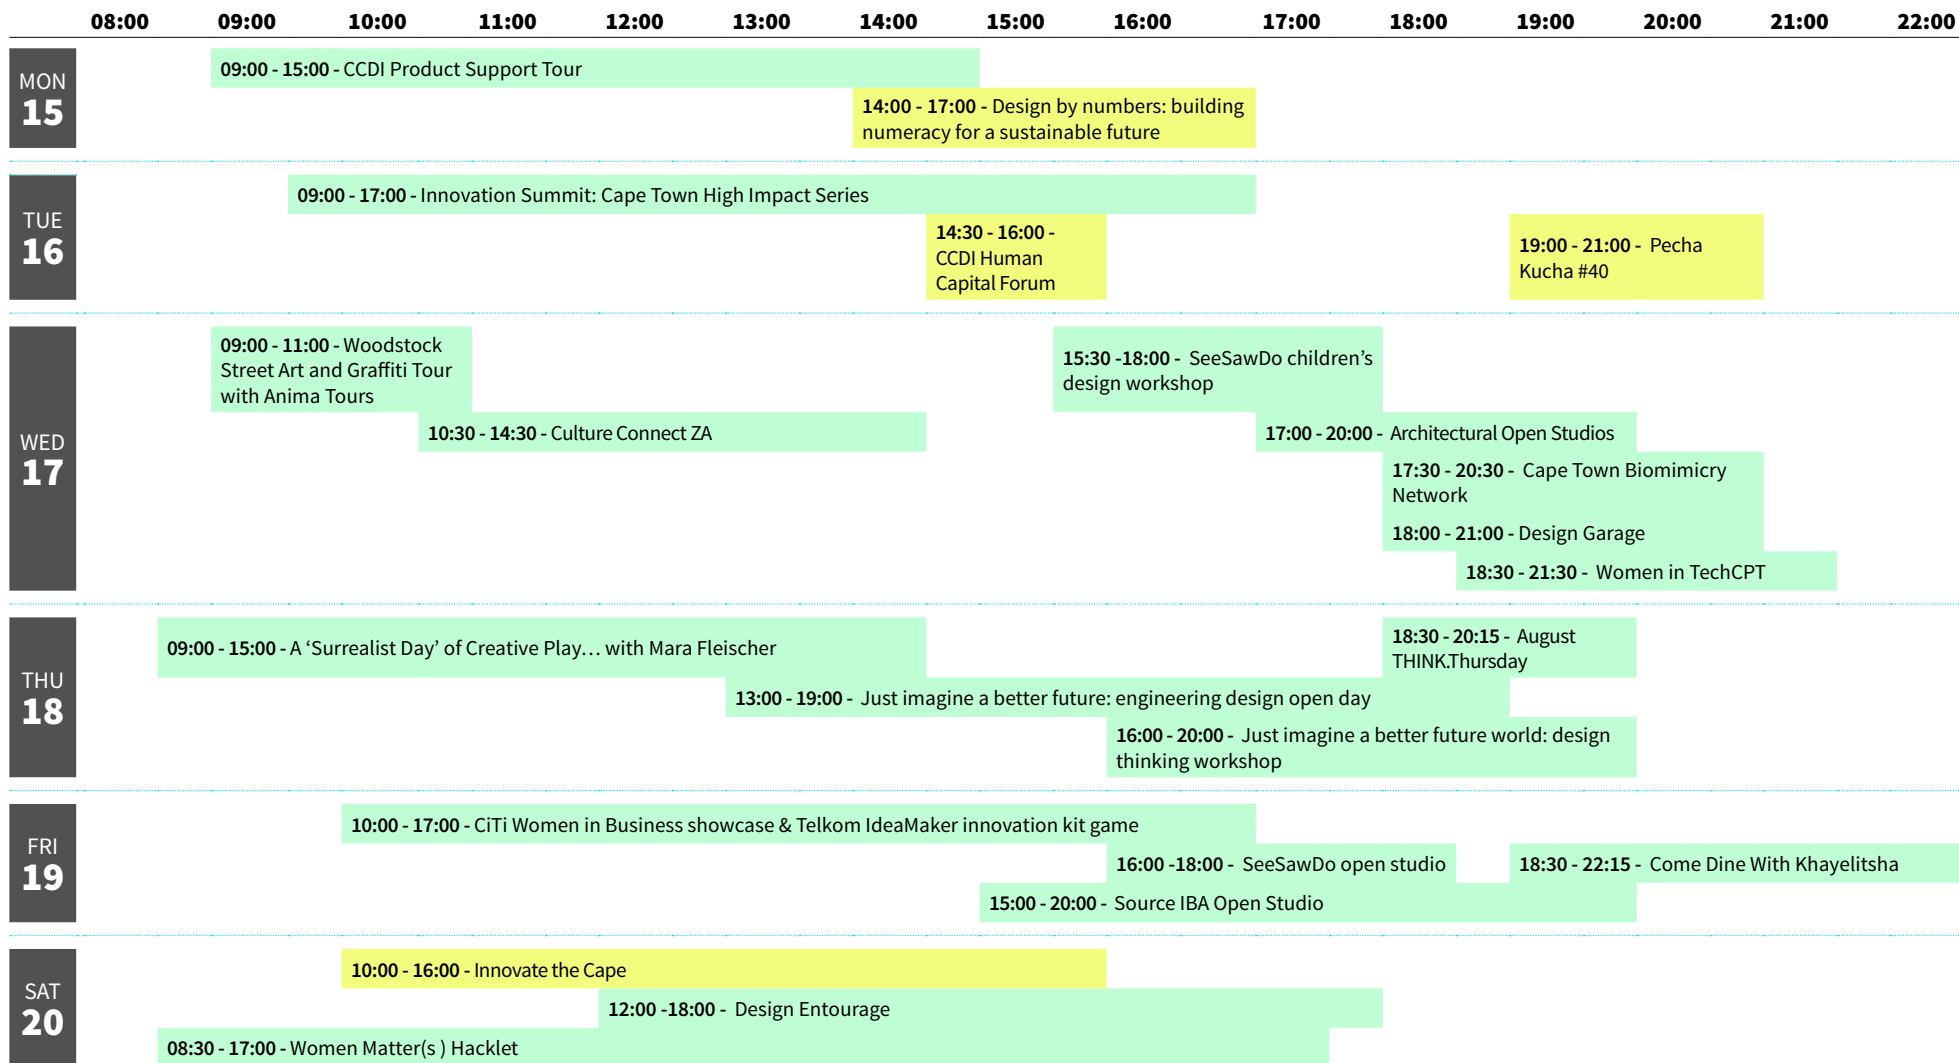 08:00 09:00 10:00 11:00 12:00 13:00 14:00 15:00 16:00 17:00 18:00 19:00 20:00 21:00 22:00
MON
15
09:00 - 15:00 - CCDI Product Support Tour
14:00 - 17:00 - Design by numbers: building
numeracy for a sustainable future
TUE
16
09:00 - 17:00 - Innovation Summit: Cape Town High Impact Series
14:30 - 16:00 -
CCDI Human
Capital Forum
19:00 - 21:00 - Pecha
Kucha #40
WED
17
09:00 - 11:00 - Woodstock
Street Art and Graffiti Tour
with Anima Tours
15:30 -18:00 - SeeSawDo children's
design workshop
10:30 - 14:30 - Culture Connect ZA
17:00 - 20:00 - Architectural Open Studios
17:30 - 20:30 - Cape Town Biomimicry
Network
18:00 - 21:00 - Design Garage
18:30 - 21:30 - Women in TechCPT
THU
18
09:00 - 15:00 - A ‘Surrealist Day’ of Creative Play… with Mara Fleischer
18:30 - 20:15 - August
THINK.Thursday
13:00 - 19:00 - Just imagine a better future: engineering design open day
16:00 - 20:00 - Just imagine a better future world: design
thinking workshop
FRI
19
10:00 - 17:00 - CiTi Women in Business showcase & Telkom IdeaMaker innovation kit game
16:00 -18:00 - SeeSawDo open studio
18:30 - 22:15 - Come Dine With Khayelitsha
15:00 - 20:00 - Source IBA Open Studio
SAT
20
10:00 - 16:00 - Innovate the Cape
12:00 -18:00 - Design Entourage
08:30 - 17:00 - Women Matter(s ) Hacklet